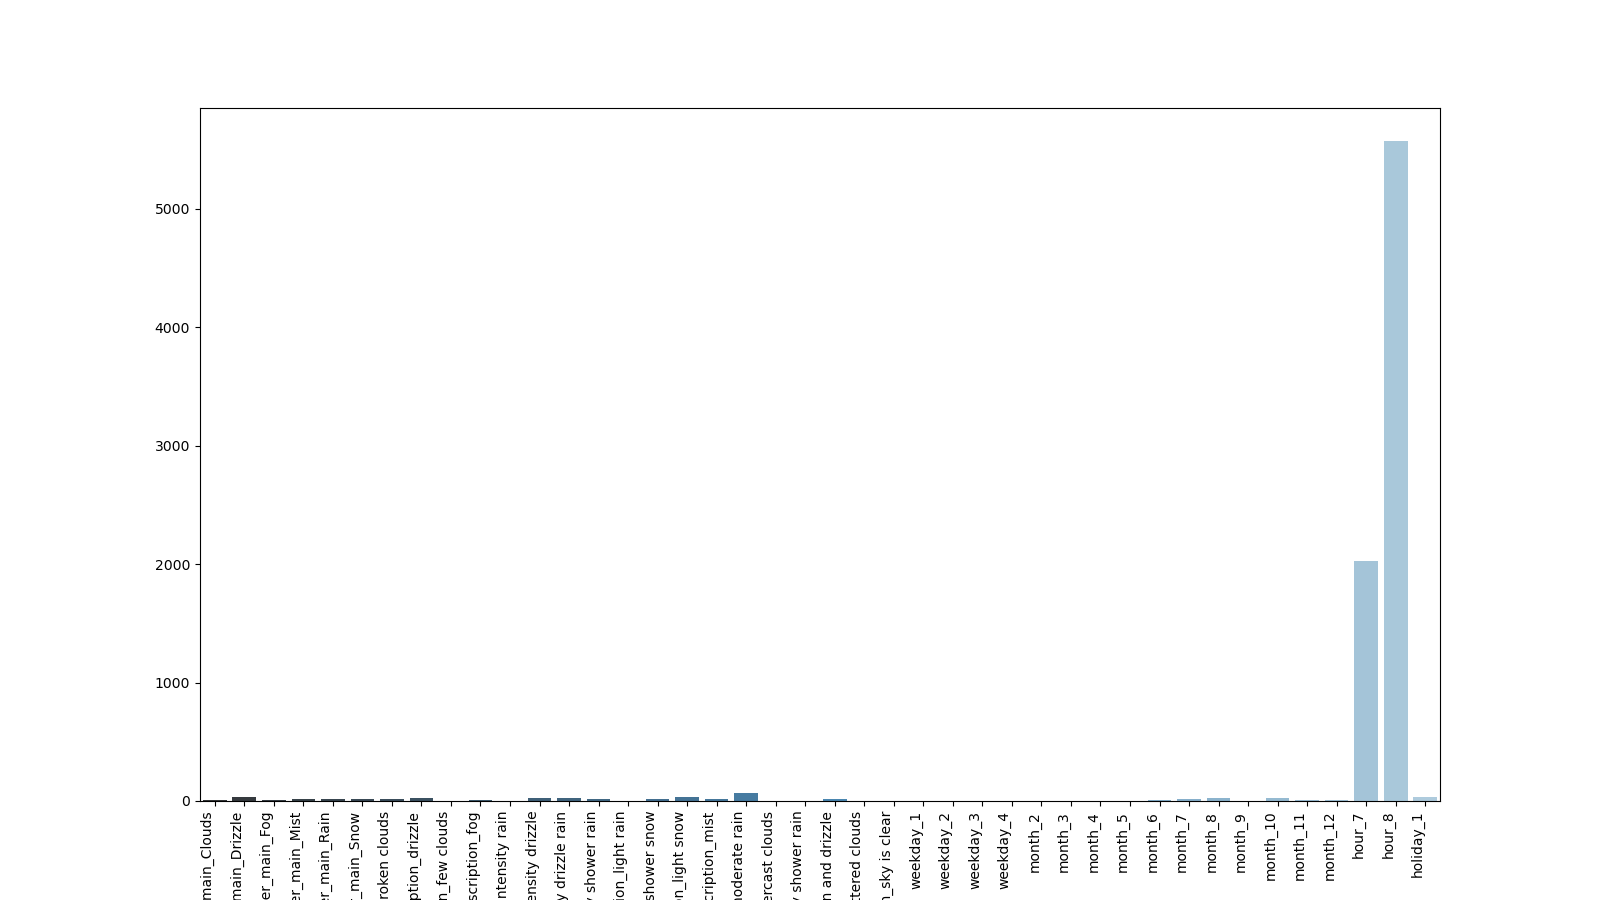 5000
4000
3000
2000
1000
0
main_Clouds
main_Drizzle
er_main_Fog
er_main_Mist
er_main_Rain
_main_Snow
roken clouds
ption_drizzle
n_few clouds
scription_fog
ntensity rain
ensity drizzle
y drizzle rain
shower rain
ion_light rain
shower snow
on_light snow
cription_mist
moderate rain
ercast clouds
shower rain
n and drizzle
ttered clouds
n_sky is clear
weekday_1
weekday_2
weekday_3
weekday_4
month_2
month_3
month_4
month_5
month_6
month_7
month_8
month_9
month_10
month_11
month_12
hour_7
hour_8
holiday_1